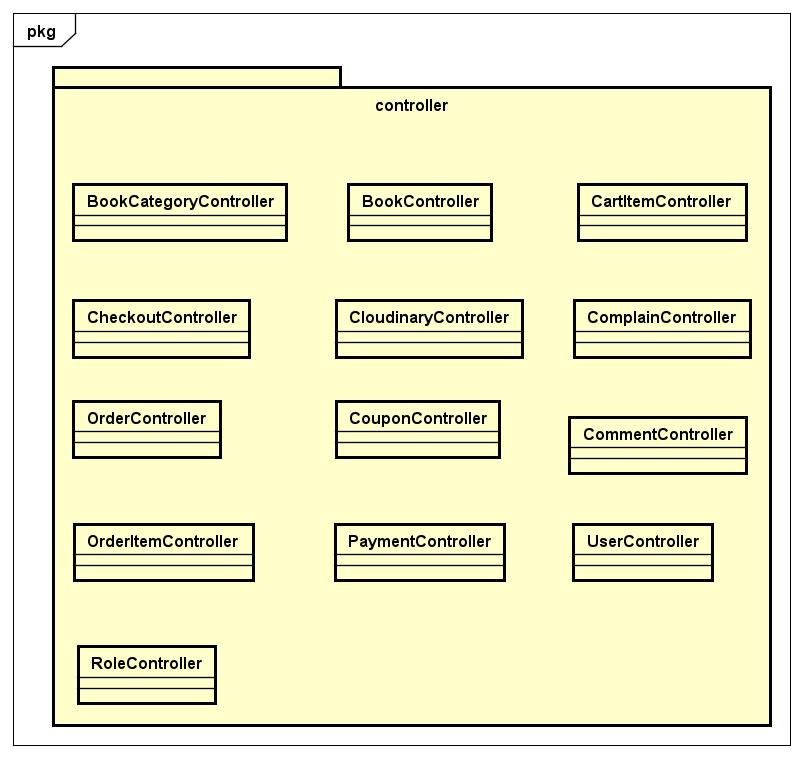 pkg
controller
BookCategoryController
BookController
CartItemController
CheckoutController
CloudinaryController
ComplainController
OrderController
CouponController
CommentController
OrderItemController
PaymentController
UserController
RoleController